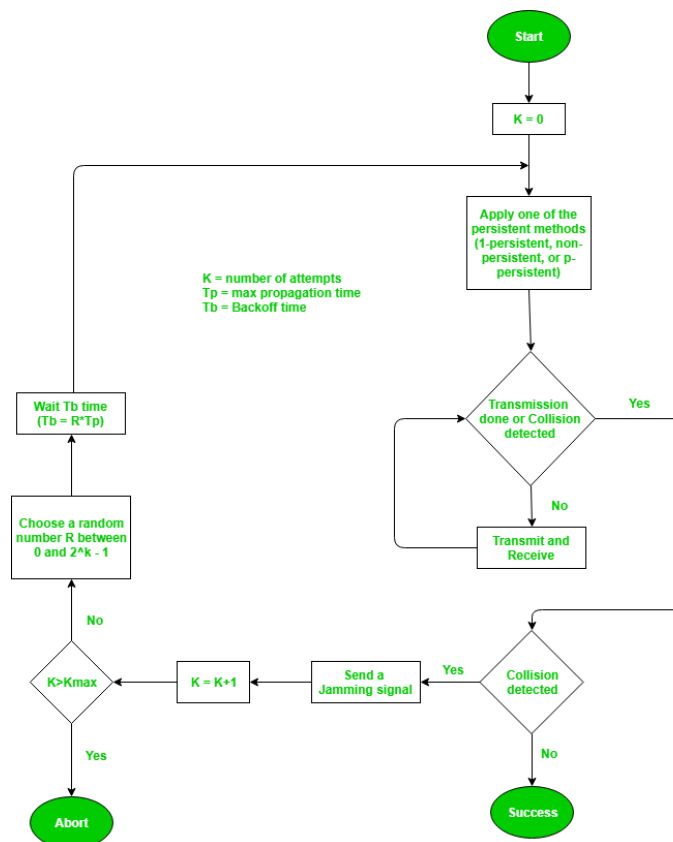 Start
K = 0
Apply one of the
persistent methods
(1-persistent, non-
persistent, or p-
persistent)
K = number of attempts
Tp = max propagation time
Tb = Backoff time
Transmission
done or Collision
detected
Yes
No
Transmit and
Receive
Wait Tb time
(Tb = R*Tp)
Choose a random
number R between
0 and 2^k - 1
No
K>Kmax
Yes
Abort
K = K+1
Send a
Jamming signal
Yes
Collision
detected
No
Success